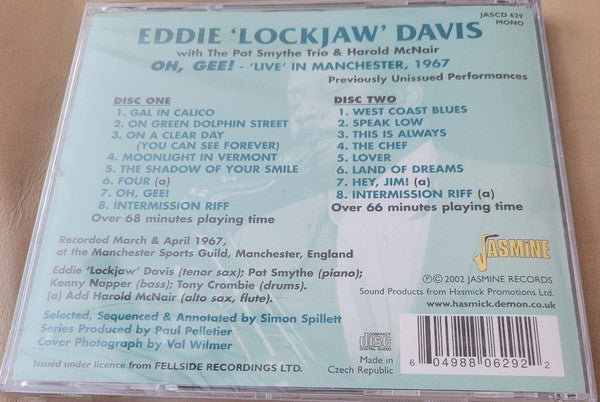 JASCD 629
MONO
EDDIE 'LOCKJAW' DAVIS
with The Pat Smythe Trio & Harold McNair
OH, GEE! - 'LIVE' IN MANCHESTER, 1967
Previously Unissued Performances
DISC ONE
1. GAL IN CALICO
2. ON GREEN DOLPHIN STREET
3. ON A CLEAR DAY
(YOU CAN SEE FOREVER)
4. MOONLIGHT IN VERMONT
5. THE SHADOW OF YOUR SMILE
6. FOUR (a)
7. OH, GEE!
8. INTERMISSION RIFF
Over 68 minutes playing time
DISC TWO
1. WEST COAST BLUES
2. SPEAK LOW
3. THIS IS ALWAYS
4. THE CHEF
5. LOVER
6. LAND OF DREAMS
7. HEY, JIM! (a)
8. INTERMISSION RIFF (a)
Over 66 minutes playing time
Recorded March & April 1967,
at the Manchester Sports Guild, Manchester, England
Eddie 'Lockjaw' Davis (tenor sax); Pat Smythe (piano);
Kenny Napper (bass); Tony Crombie (drums).
(a) Add Harold McNair (alto sax, flute).
Selected, Sequenced & Annotated by Simon Spillett
Series Produced by Paul Pelletier
Cover Photograph by Val Wilmer
Issued under licence from FELLSIDE RECORDINGS LTD.
JASMINE
℗© 2002 JASMINE RECORDS
Sound Products from Hasmick Promotions Ltd.
www.hasmick.demon.co.uk
COMPACT
disc
DIGITAL AUDIO
Made in
Czech Republic
6 04988 06292 2